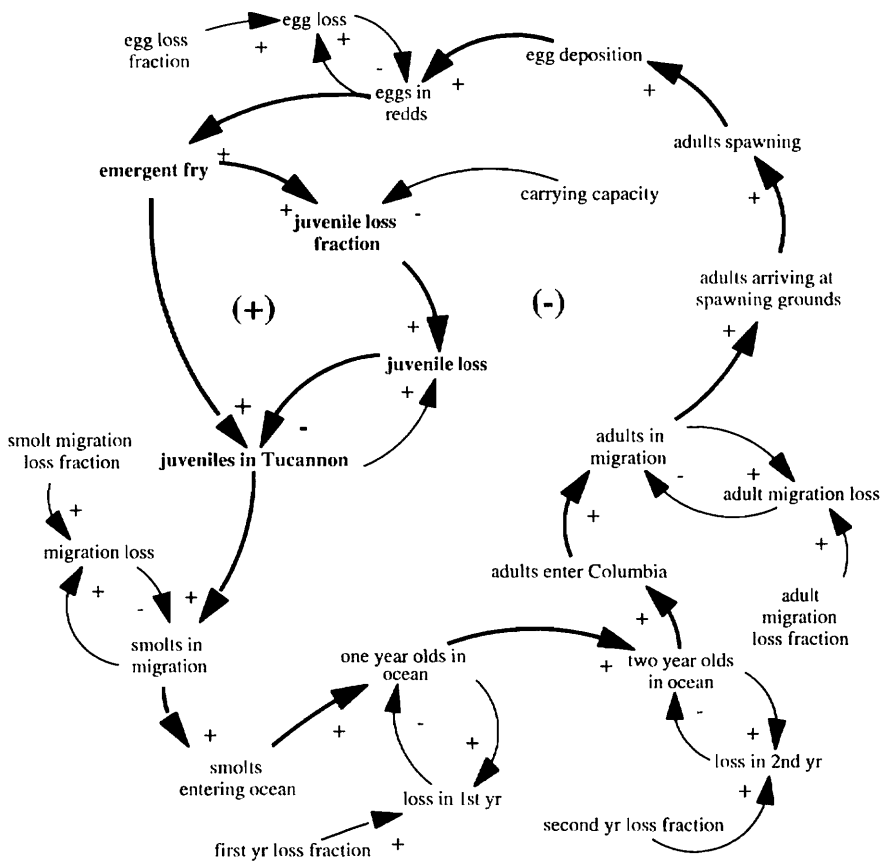 egg loss
egg loss
fraction
+
+
-
eggs in
redds
+
egg deposition
+
adults spawning
+
emergent fry
+
+
-
carrying capacity
juvenile loss
fraction
adults arriving at
spawning grounds
(+)
(-)
+
+
juvenile loss
+
+
-
smolt migration
loss fraction
juveniles in Tucannon
adults in
migration
-
+
adult migration loss
+
+
+
migration loss
+
-
+
adults enter Columbia
adult
migration
loss fraction
smolts in
migration
one year olds in
ocean
+
+
two year olds
in ocean
+
+
-
+
-
+
smolts
entering ocean
loss in 1st yr
loss in 2nd yr
+
first yr loss fraction
+
second yr loss fraction